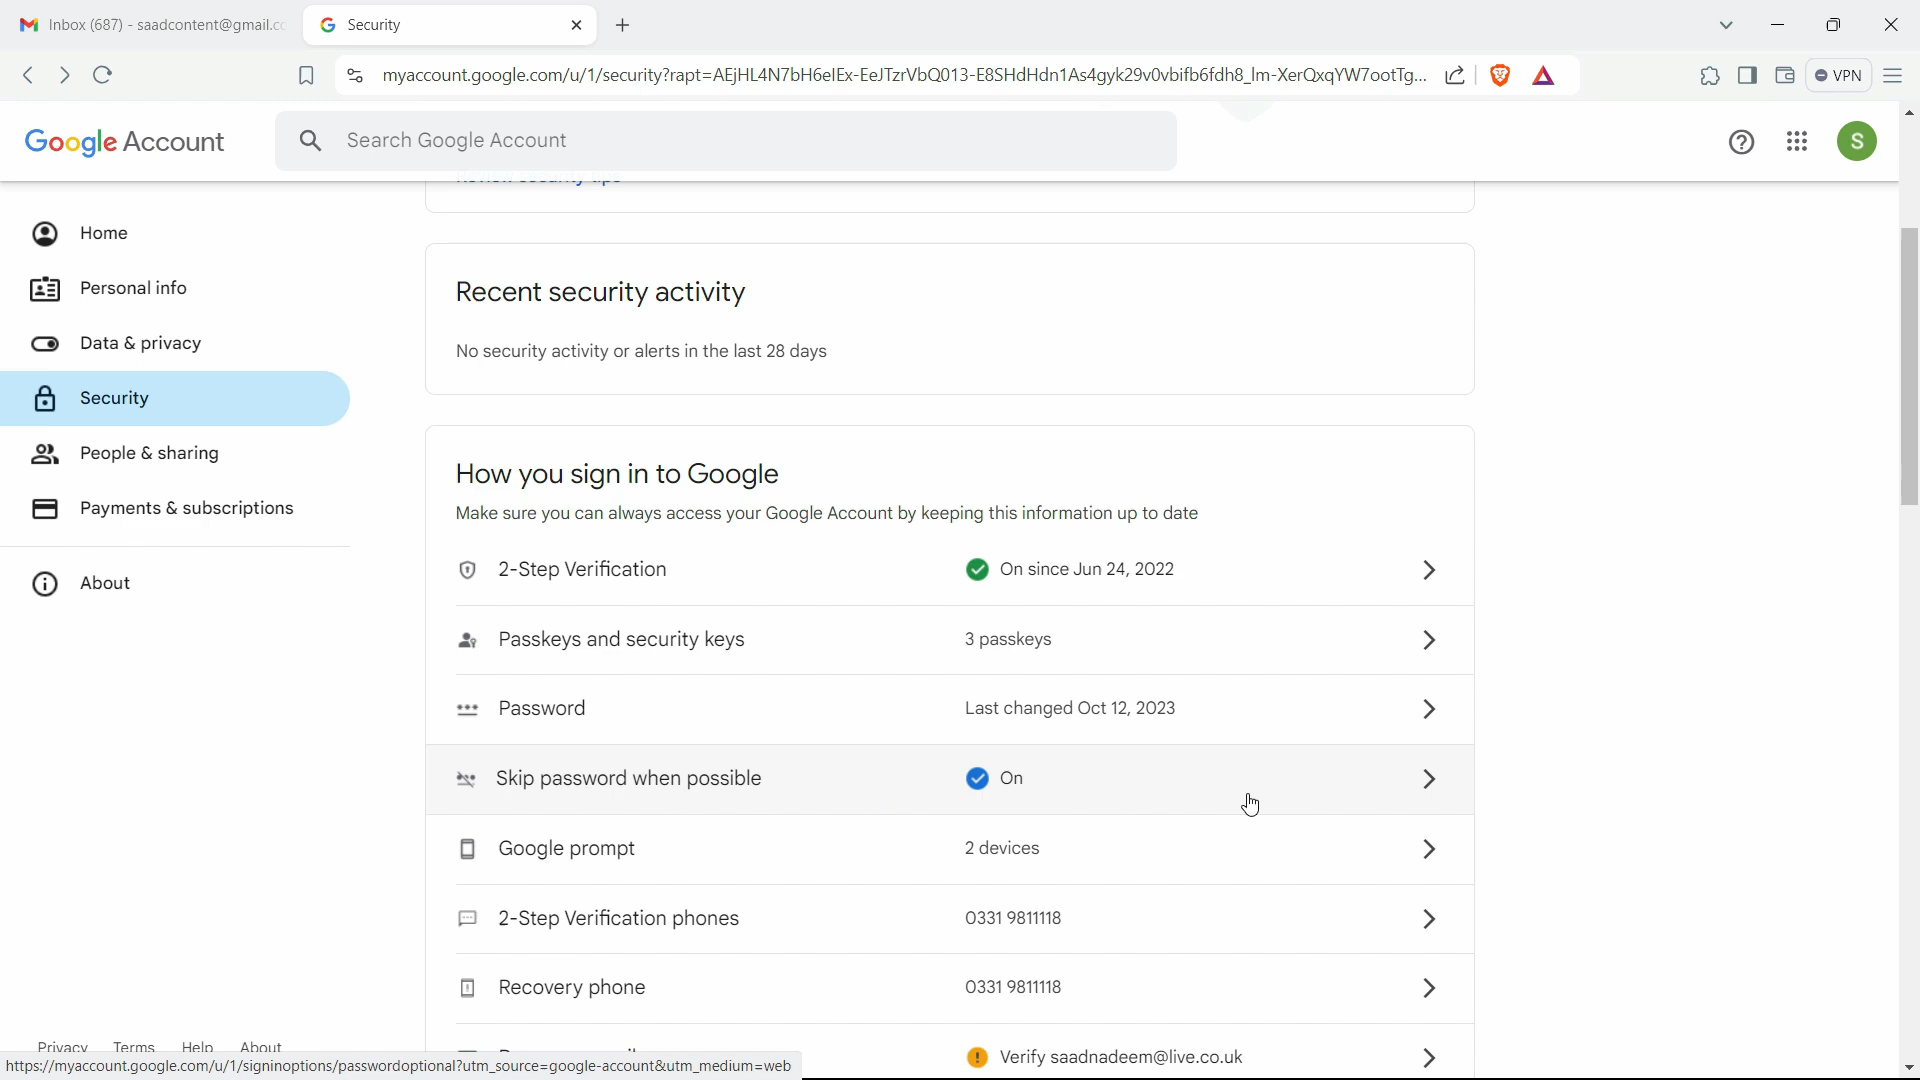 Inbox (687) - saadcontent@gmail.cc
Security
myaccount.google.com/u/1/security?rapt=AEjHL4N7bH6eIEx-EeJTzrVbQ013-E8SHdHdn1As4gyk29v0vbifb6fdh8_Im-XerQxqYW7ootTg...
VPN
Google Account
Search Google Account
S
Home
Personal info
Data & privacy
Security
People & sharing
Payments & subscriptions
About
Recent security activity
No security activity or alerts in the last 28 days
How you sign in to Google
Make sure you can always access your Google Account by keeping this information up to date
2-Step Verification On since Jun 24, 2022
Passkeys and security keys 3 passkeys
Password Last changed Oct 12, 2023
Skip password when possible On
Google prompt 2 devices
2-Step Verification phones 0331 9811118
Recovery phone 0331 9811118
Verify saadnadeem@live.co.uk
Privacy Terms Help About
https://myaccount.google.com/u/1/signinoptions/passwordoptional?utm_source=google-account&utm_medium=web